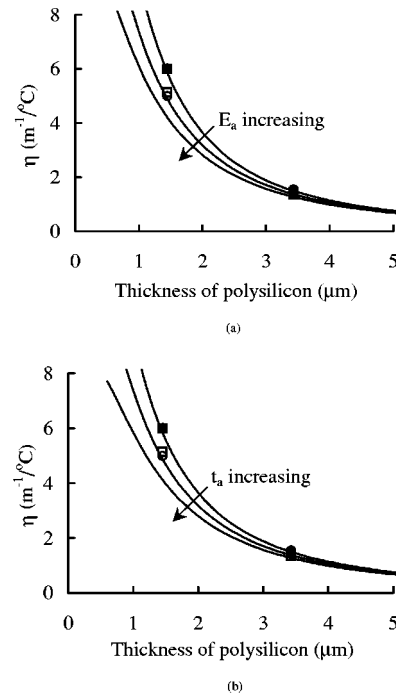 8
6
4
2
0
η (m⁻¹/°C)
Eₐ increasing
0 1 2 3 4 5
Thickness of polysilicon (μm)
(a)
8
6
4
2
0
η (m⁻¹/°C)
tₐ increasing
0 1 2 3 4 5
Thickness of polysilicon (μm)
(b)